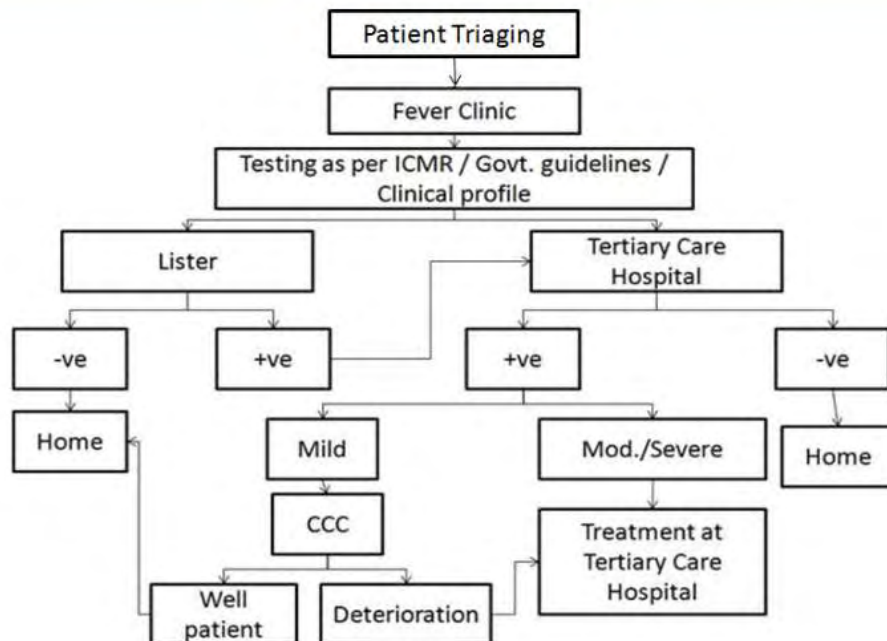 Patient Triaging
Fever Clinic
Testing as per ICMR / Govt. guidelines /
Clinical profile
Lister
Tertiary Care
Hospital
-ve
+ve
+ve
-ve
Home
Mild
Mod./Severe
Home
CCC
Treatment at
Tertiary Care
Hospital
Well
patient
Deterioration